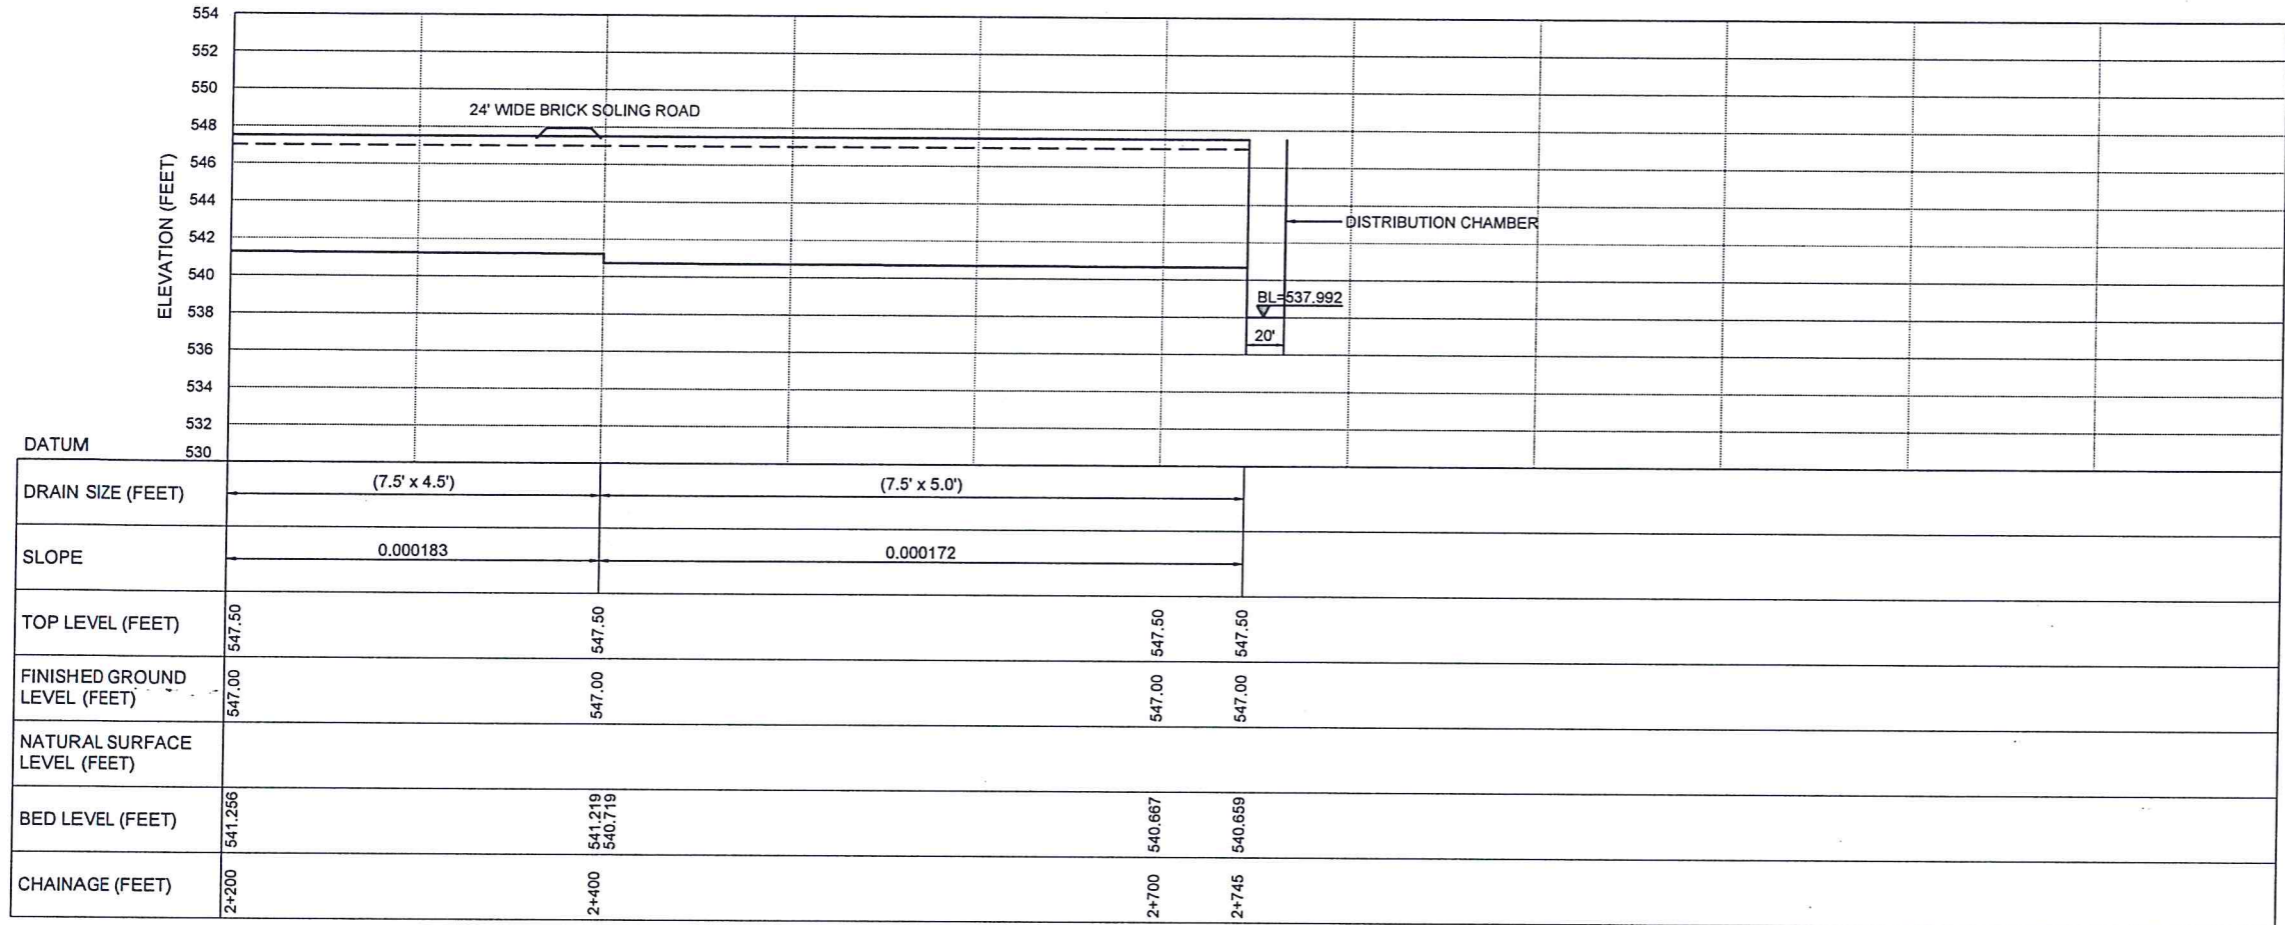 554
552
550
548
546
544
542
540
538
536
534
532
530
ELEVATION (FEET)
24' WIDE BRICK SOLING ROAD
DISTRIBUTION CHAMBER
BL=537.992
20'
DATUM
DRAIN SIZE (FEET) (7.5' x 4.5') (7.5' x 5.0')
SLOPE 0.000183 0.000172
TOP LEVEL (FEET) 547.50 547.50 547.50 547.50
FINISHED GROUND
LEVEL (FEET) 547.00 547.00 547.00 547.00
NATURAL SURFACE
LEVEL (FEET)
BED LEVEL (FEET) 541.256 541.219 540.719 540.667 540.659
CHAINAGE (FEET) 2+200 2+400 2+700 2+745